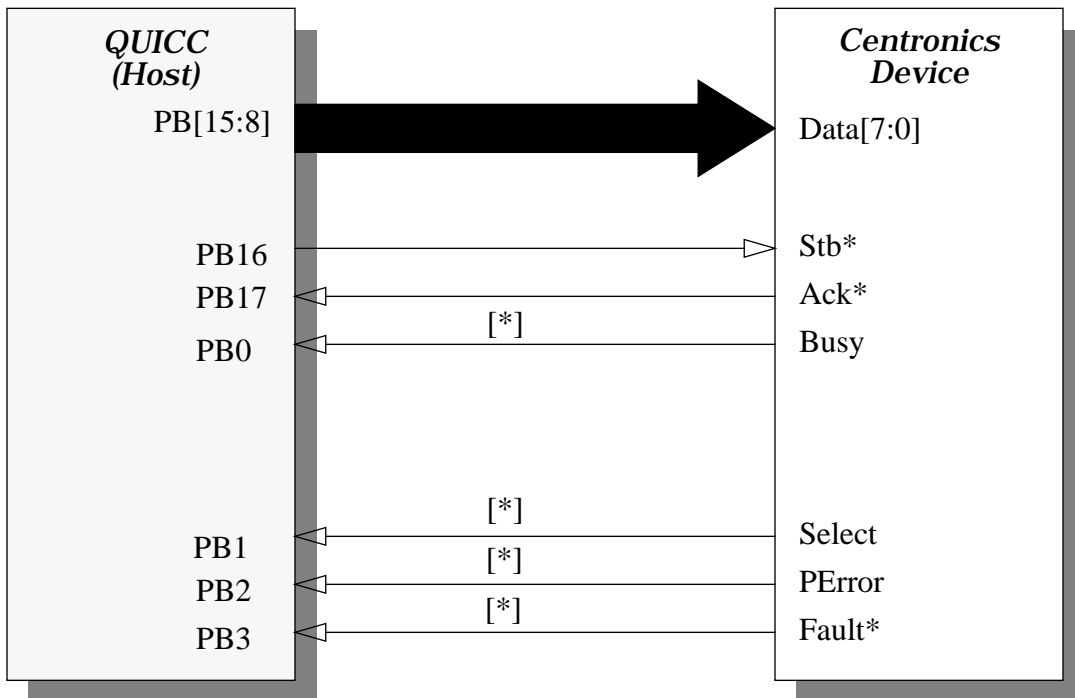 QUICC
(Host)
Centronics
Device
PB[15:8]
Data[7:0]
PB16
Stb*
PB17
Ack*
[*]
PB0
Busy
[*]
PB1
Select
[*]
PB2
PError
[*]
PB3
Fault*